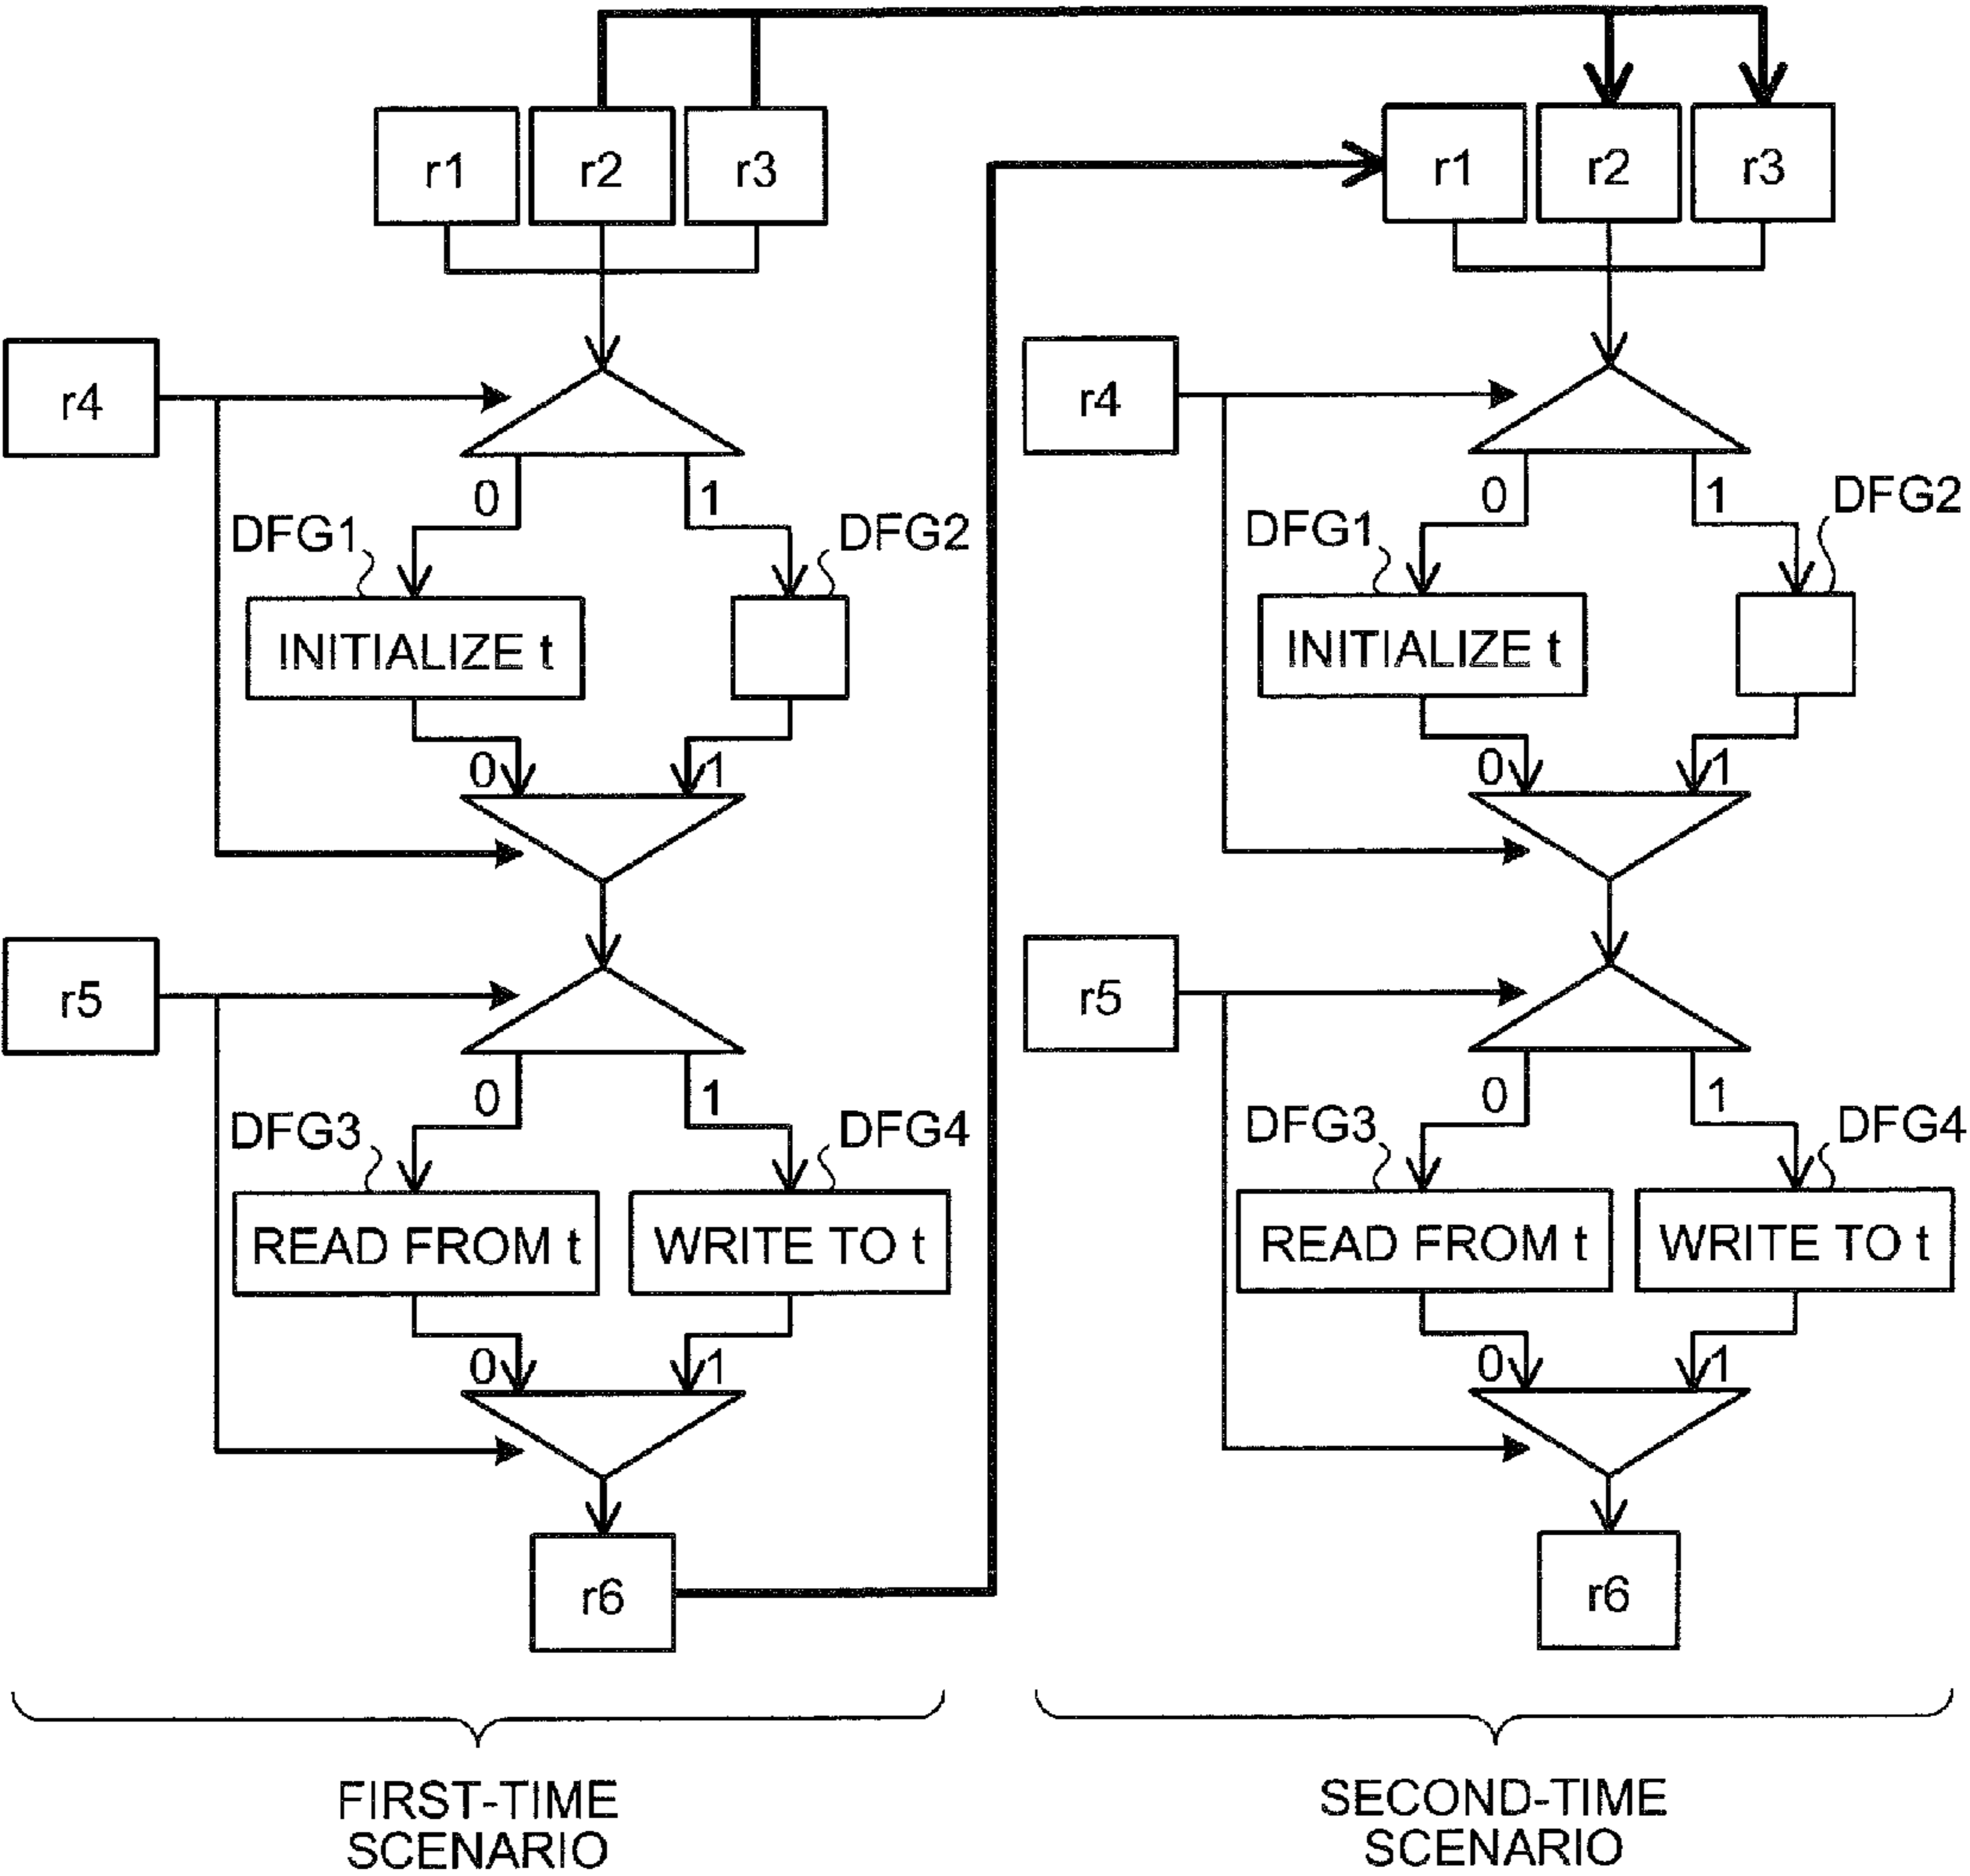 r1 r2 r3 r1 r2 r3
r4 r4
0 1 0 1
DFG1 DFG2 DFG1 DFG2
INITIALIZE t INITIALIZE t
0 1 0 1
r5 r5
0 1 0 1
DFG3 DFG4 DFG3 DFG4
READ FROM t WRITE TO t READ FROM t WRITE TO t
0 1 0 1
r6 r6
FIRST-TIME
SCENARIO
SECOND-TIME
SCENARIO